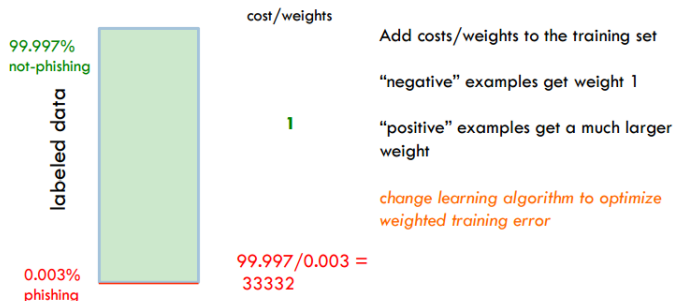 cost/weights
99.997%
not-phishing
labeled data
1
99.997/0.003 =
33332
0.003%
phishing
Add costs/weights to the training set
“negative” examples get weight 1
“positive” examples get a much larger
weight
change learning algorithm to optimize
weighted training error